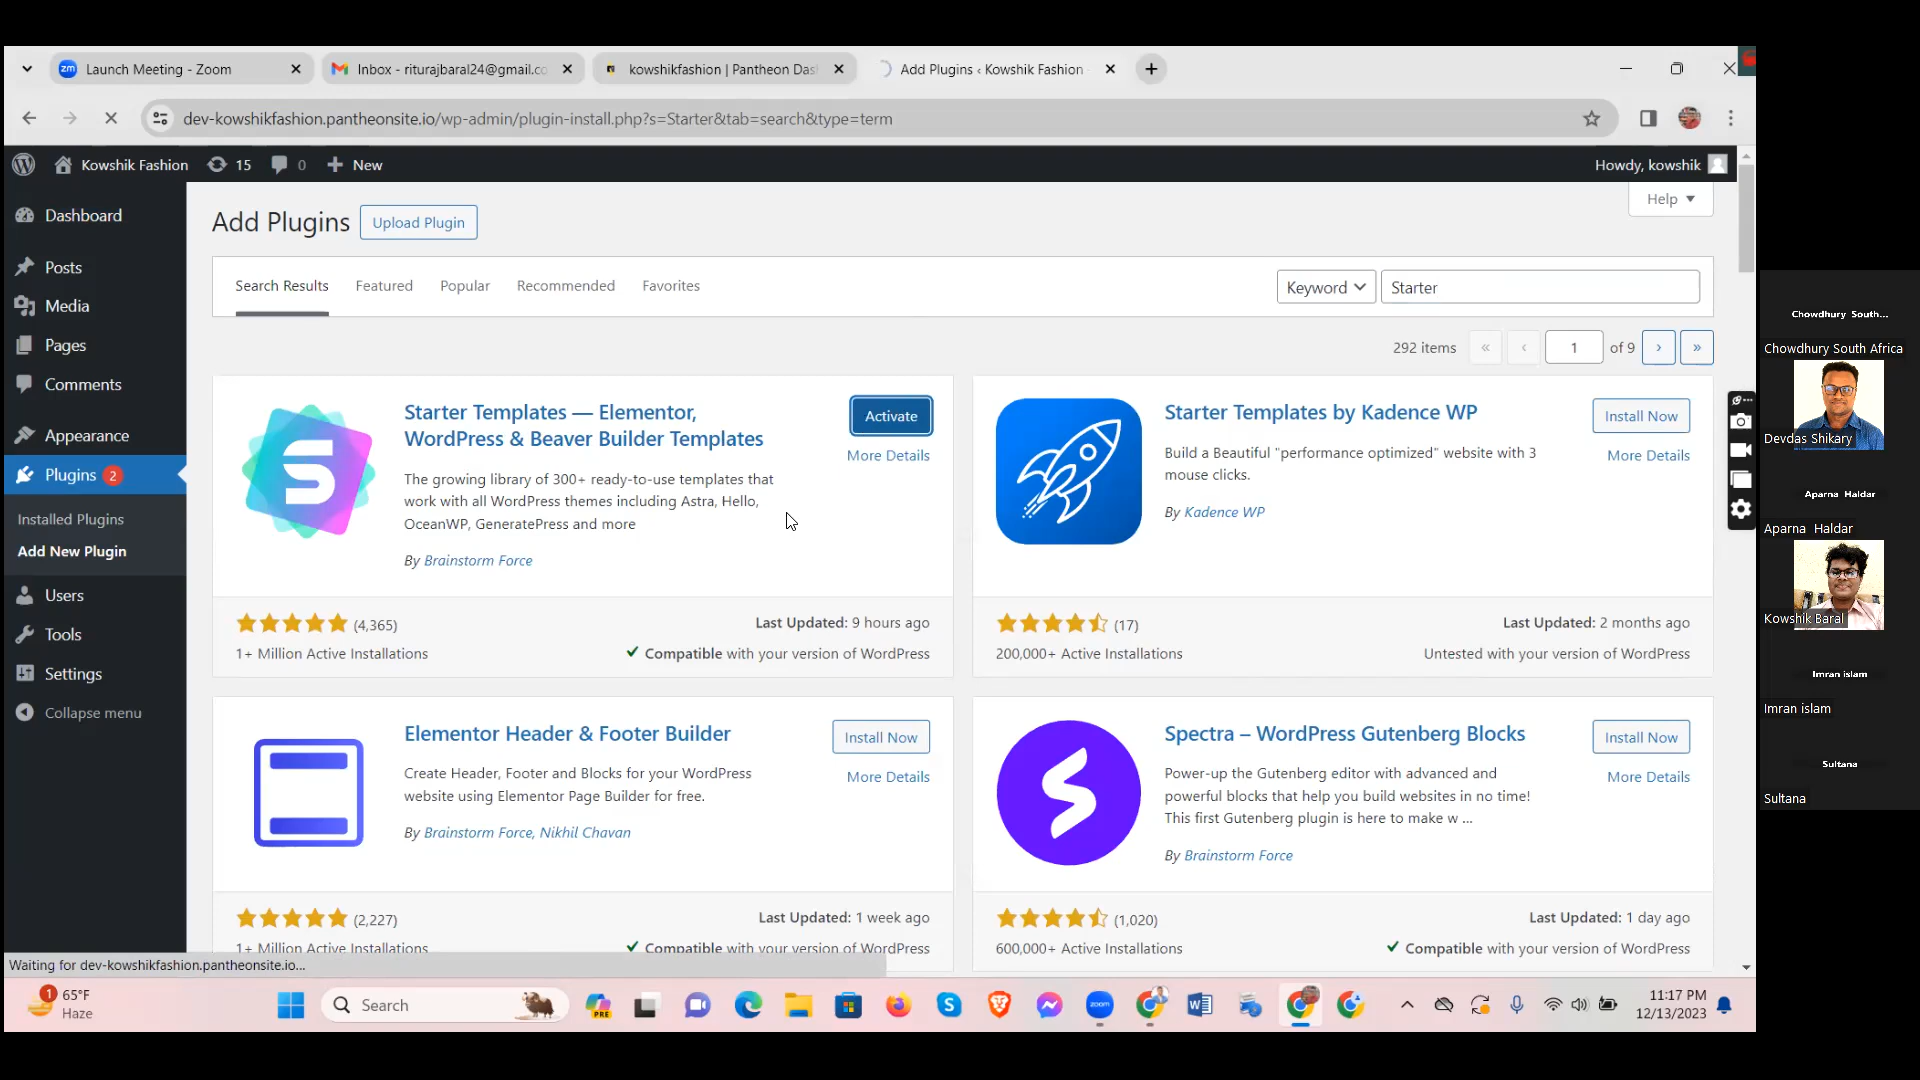 Launch Meeting - Zoom
Inbox - riturajbaral24@gmail.co
kowshikfashion | Pantheon Das
Add Plugins ‹ Kowshik Fashion
dev-kowshikfashion.pantheonsite.io/wp-admin/plugin-install.php?s=Starter&tab=search&type=term
Kowshik Fashion
15
0
New
Howdy, kowshik
Dashboard
Posts
Media
Pages
Comments
Appearance
Plugins 2
Installed Plugins
Add New Plugin
Users
Tools
Settings
Collapse menu
Help
Add Plugins
Upload Plugin
Search Results
Featured
Popular
Recommended
Favorites
Keyword
Starter
292 items
«
‹
1
of 9
›
»
Starter Templates — Elementor,
WordPress & Beaver Builder Templates
Activate
More Details
The growing library of 300+ ready-to-use templates that
work with all WordPress themes including Astra, Hello,
OceanWP, GeneratePress and more
By Brainstorm Force
(4,365)
1+ Million Active Installations
Last Updated: 9 hours ago
Compatible with your version of WordPress
Starter Templates by Kadence WP
Install Now
More Details
Build a Beautiful "performance optimized" website with 3
mouse clicks.
By Kadence WP
(17)
200,000+ Active Installations
Last Updated: 2 months ago
Untested with your version of WordPress
Elementor Header & Footer Builder
Install Now
More Details
Create Header, Footer and Blocks for your WordPress
website using Elementor Page Builder for free.
By Brainstorm Force, Nikhil Chavan
(2,227)
1+ Million Active Installations
Last Updated: 1 week ago
Compatible with your version of WordPress
Spectra – WordPress Gutenberg Blocks
Install Now
More Details
Power-up the Gutenberg editor with advanced and
powerful blocks that help you build websites in no time!
This first Gutenberg plugin is here to make w ...
By Brainstorm Force
(1,020)
600,000+ Active Installations
Last Updated: 1 day ago
Compatible with your version of WordPress
Waiting for dev-kowshikfashion.pantheonsite.io...
1
65°F
Haze
Search
PRE
zoom
11:17 PM
12/13/2023
Chowdhury South...
Chowdhury South Africa
Devdas Shikary
Aparna Haldar
Aparna Haldar
Kowshik Baral
Imran islam
Imran islam
Sultana
Sultana